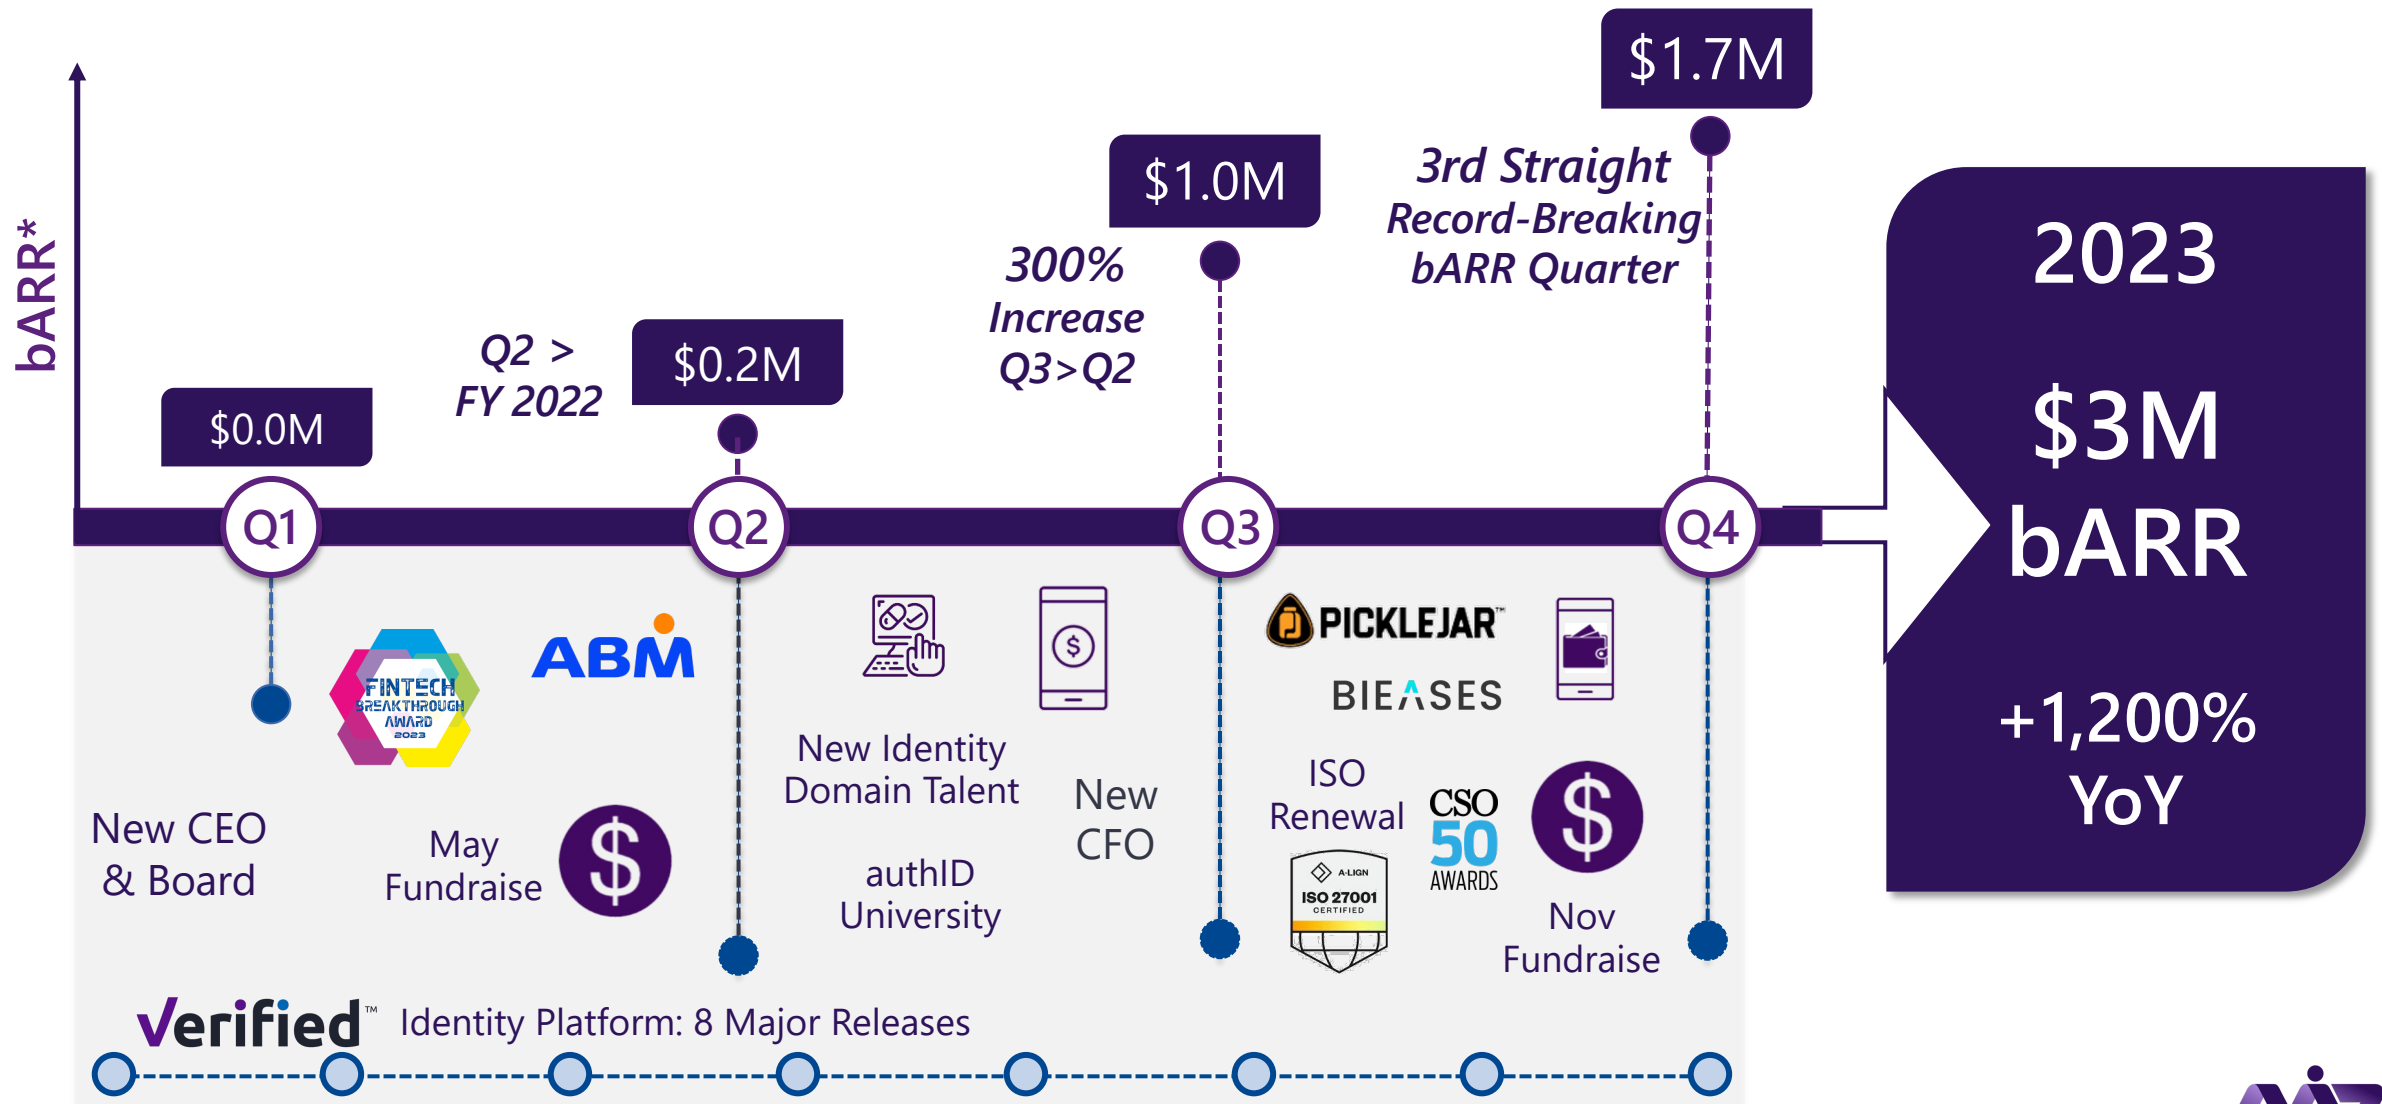 bARR*
$0.0M
Q2 >
FY 2022
$0.2M
300%
Increase
Q3>Q2
$1.0M
3rd Straight
Record-Breaking
bARR Quarter
$1.7M
Q1
Q2
Q3
Q4
2023
$3M
bARR
+1,200%
YoY
New CEO
& Board
FINTECH
BREAKTHROUGH
AWARD
2023
ABM
May
Fundraise
$
New Identity
Domain Talent
authID
University
$
New
CFO
PICKLEJAR™
BIEASES
ISO
Renewal
A-LIGN
ISO 27001
CERTIFIED
CSO
50
AWARDS
$
Nov
Fundraise
Verified™
Identity Platform: 8 Major Releases